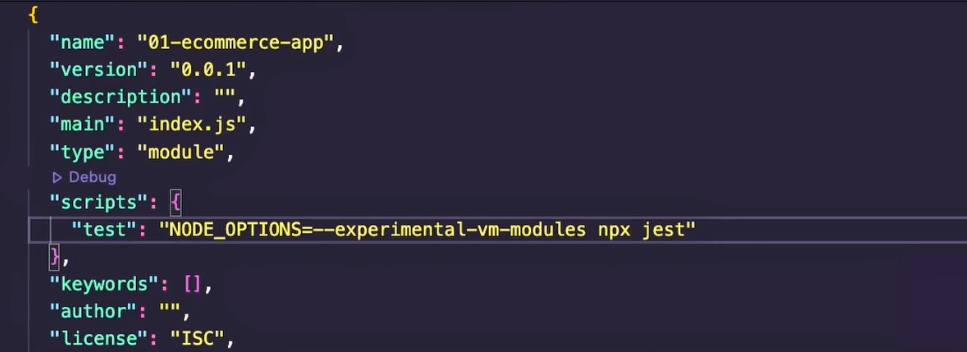 {
"name": "01-ecommerce-app",
"version": "0.0.1",
"description": "",
"main": "index.js",
"type": "module",
Debug
"scripts": {
"test": "NODE_OPTIONS=--experimental-vm-modules npx jest"
},
"keywords": [],
"author": "",
"license": "ISC",